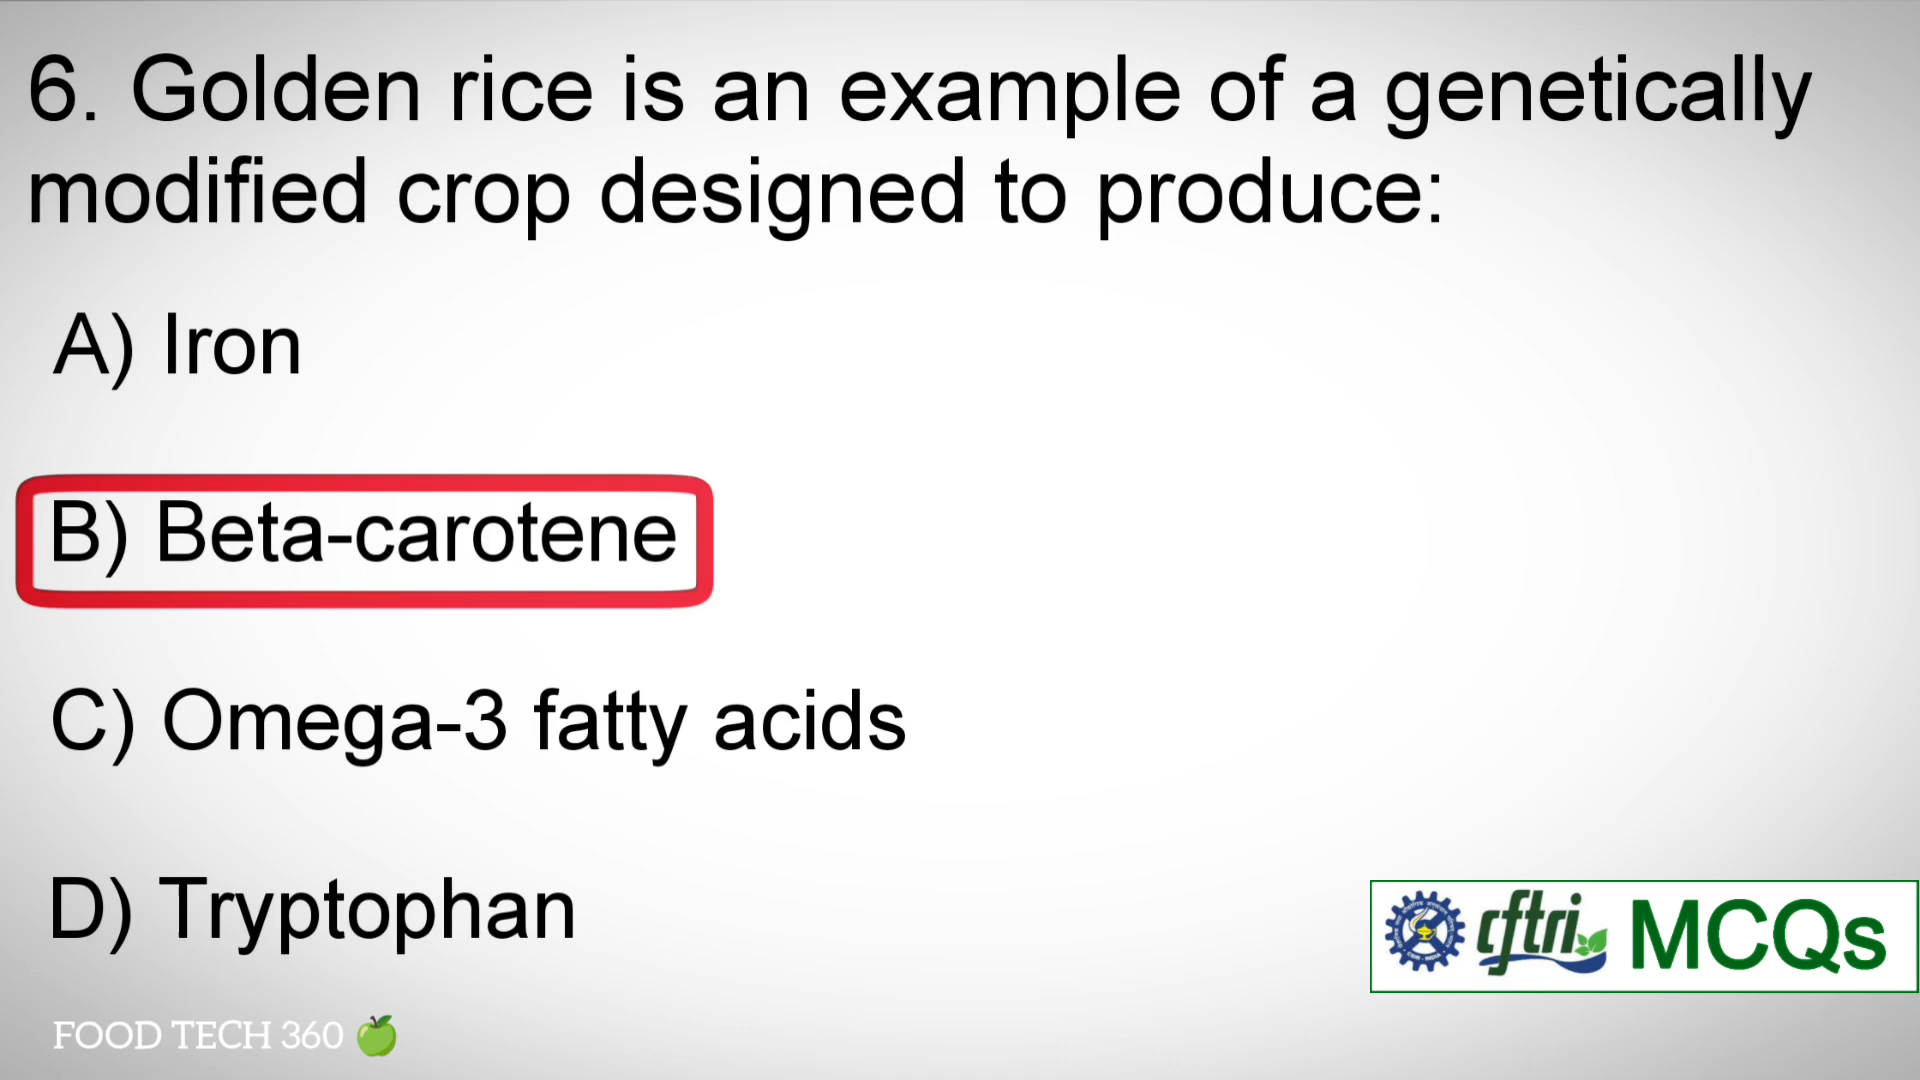 6. Golden rice is an example of a genetically
modified crop designed to produce:
A) Iron
B) Beta-carotene
C) Omega-3 fatty acids
D) Tryptophan
cftri MCQs
FOOD TECH 360